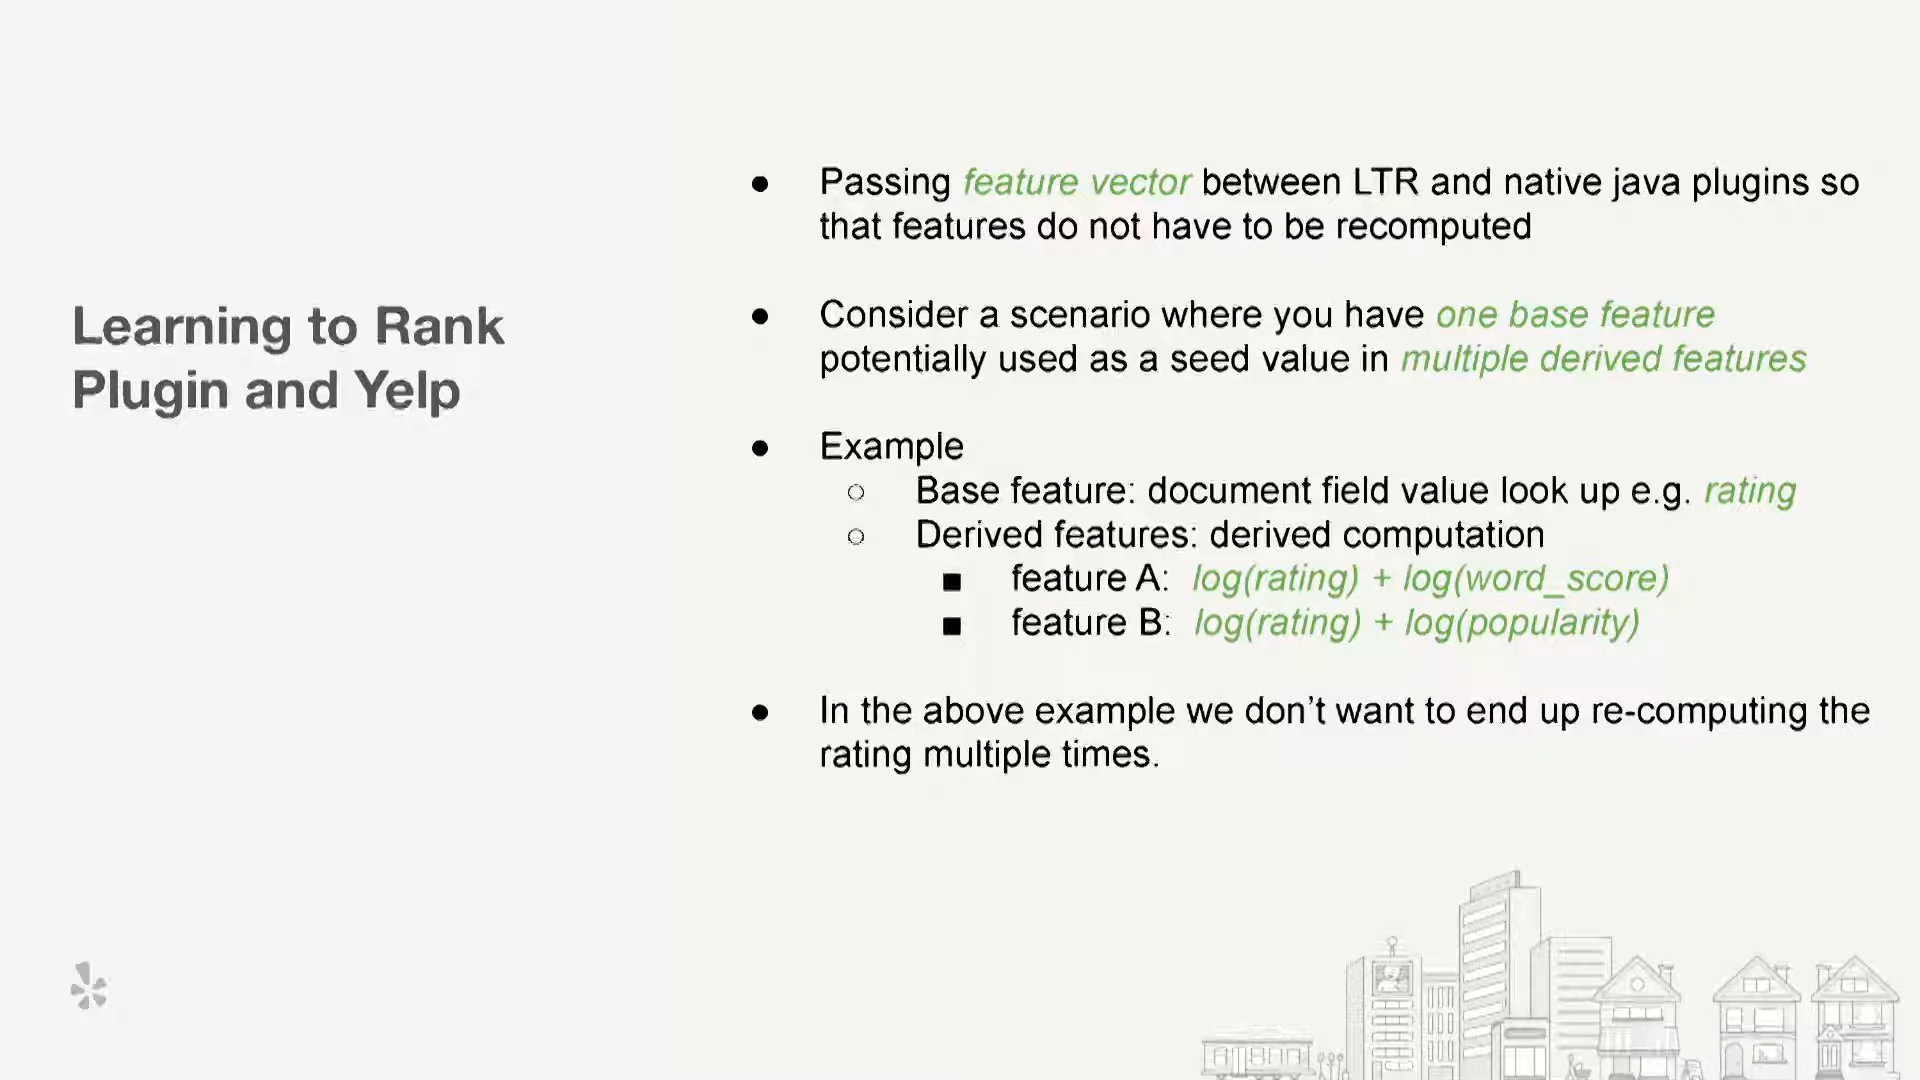 Learning to Rank
Plugin and Yelp
● Passing feature vector between LTR and native java plugins so
that features do not have to be recomputed
● Consider a scenario where you have one base feature
potentially used as a seed value in multiple derived features
● Example
○ Base feature: document field value look up e.g. rating
○ Derived features: derived computation
■ feature A: log(rating) + log(word_score)
■ feature B: log(rating) + log(popularity)
● In the above example we don’t want to end up re-computing the
rating multiple times.